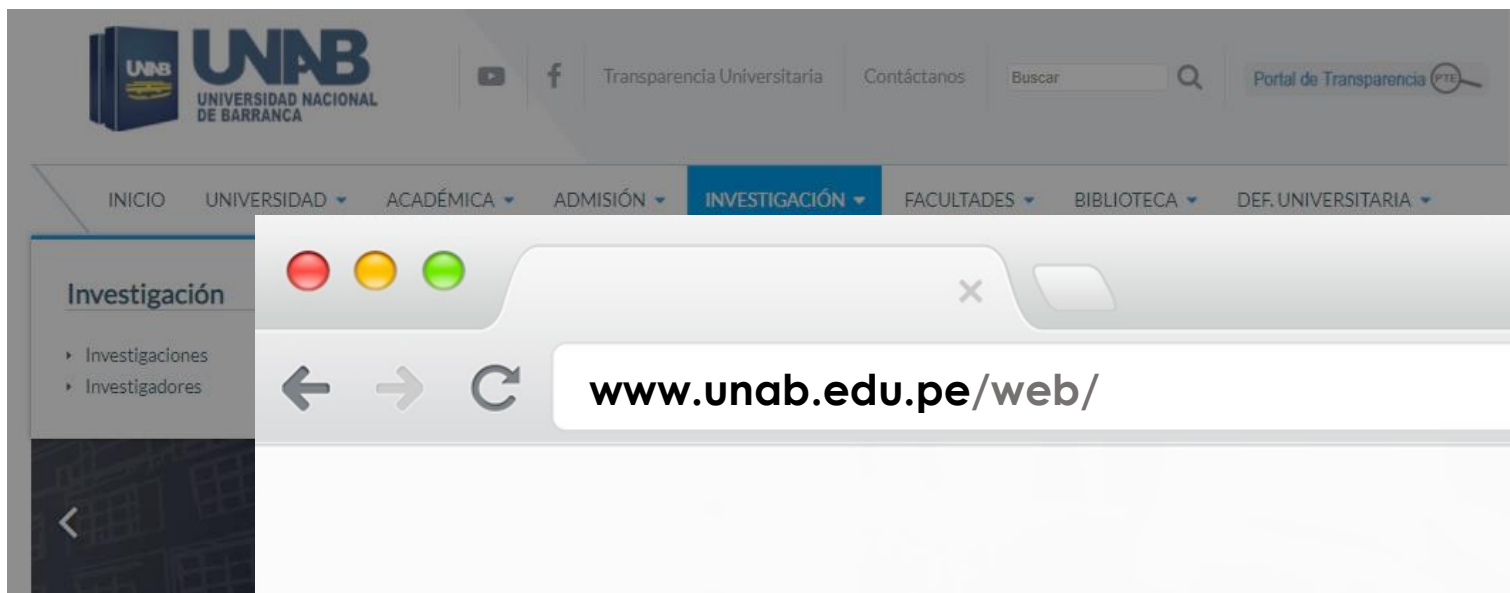 UNAB
UNAB
UNIVERSIDAD NACIONAL
DE BARRANCA
Transparencia Universitaria
Contáctanos
Buscar
Portal de Transparencia PTE
INICIO UNIVERSIDAD ACADÉMICA ADMISIÓN INVESTIGACIÓN FACULTADES BIBLIOTECA DEF. UNIVERSITARIA
Investigación
Investigaciones
Investigadores
www.unab.edu.pe/web/